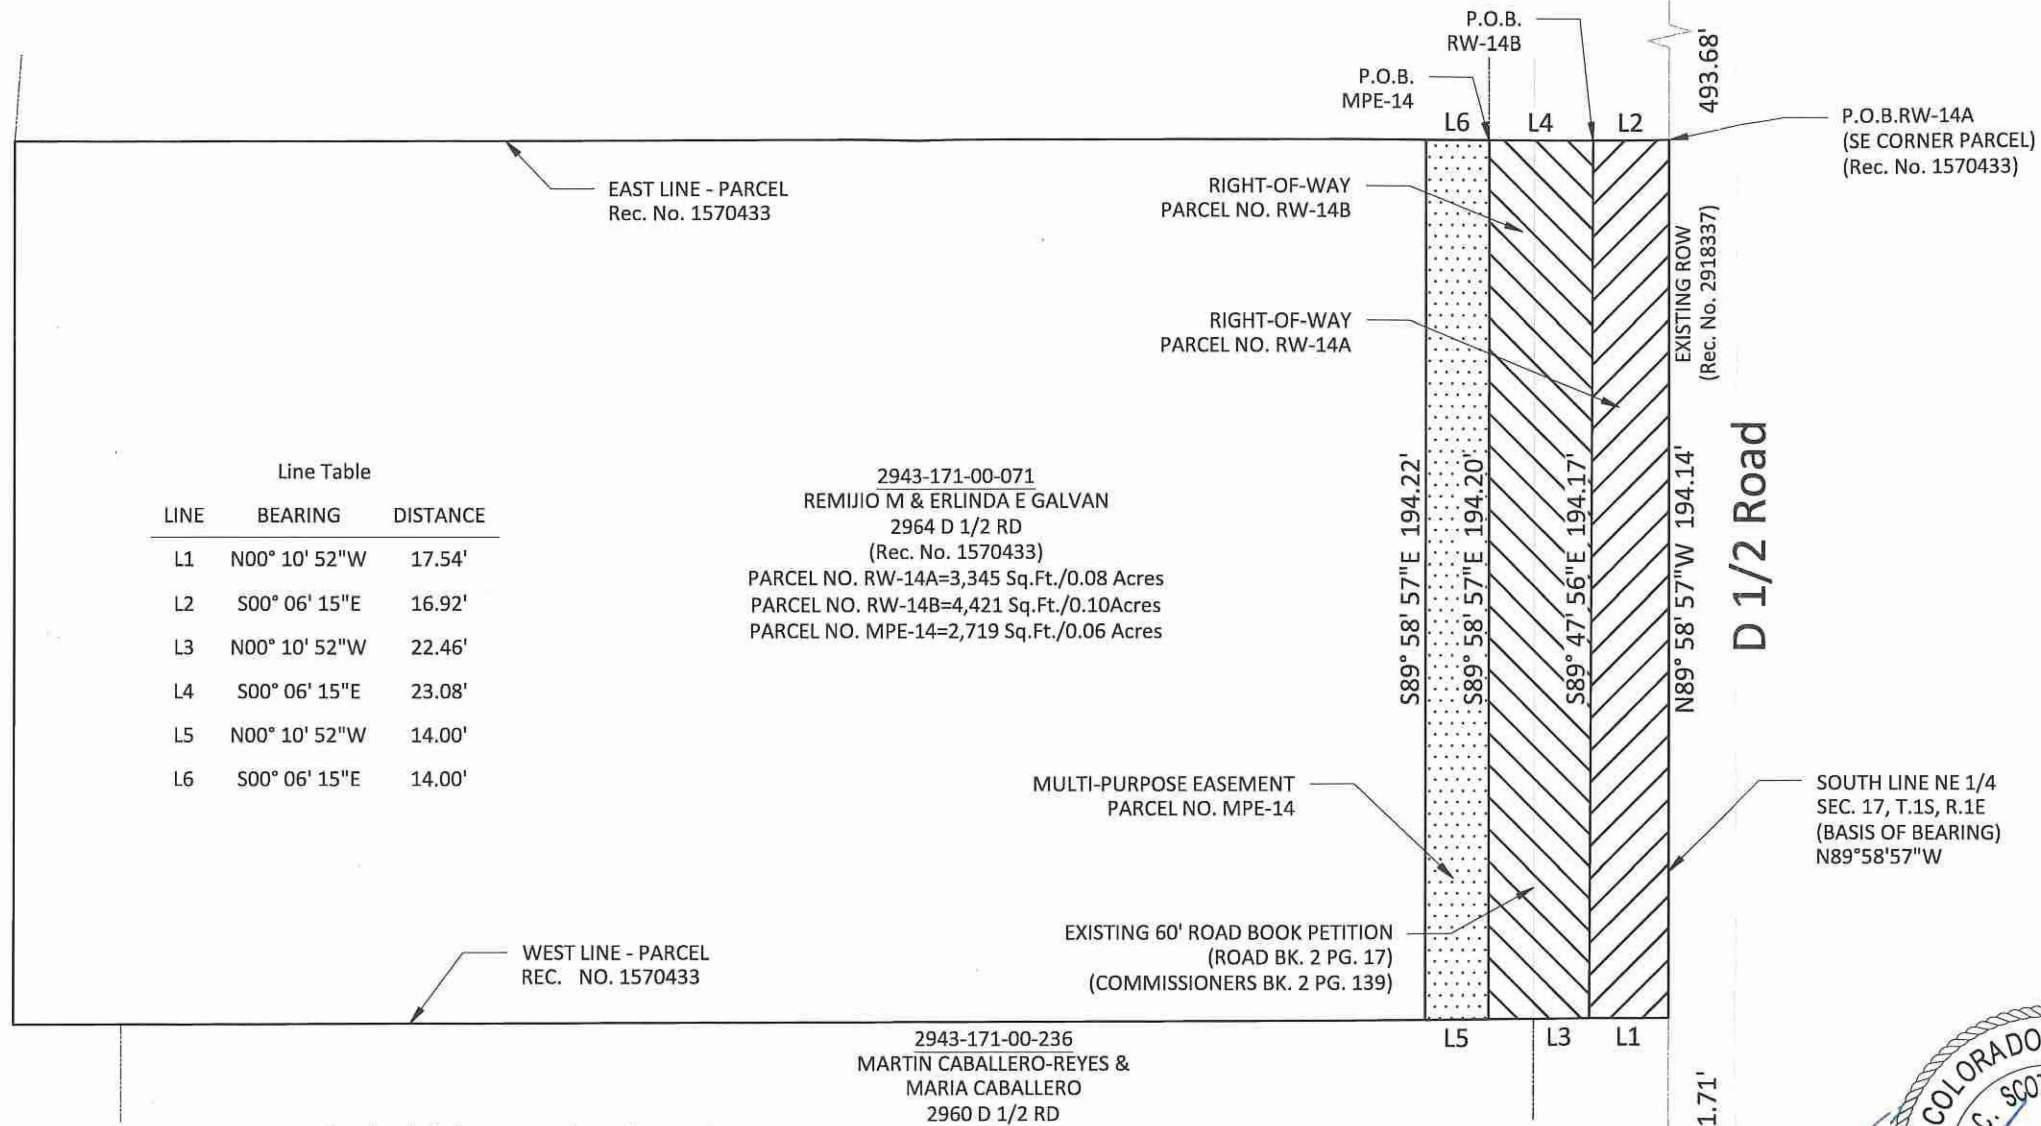 P.O.B.
RW-14B
P.O.B.
MPE-14
493.68'
L6
L4
L2
P.O.B.RW-14A
(SE CORNER PARCEL)
(Rec. No. 1570433)
EAST LINE - PARCEL
Rec. No. 1570433
RIGHT-OF-WAY
PARCEL NO. RW-14B
RIGHT-OF-WAY
PARCEL NO. RW-14A
EXISTING ROW
(Rec. No. 2918337)
Line Table
LINE BEARING DISTANCE
L1 N00° 10' 52"W 17.54'
L2 S00° 06' 15"E 16.92'
L3 N00° 10' 52"W 22.46'
L4 S00° 06' 15"E 23.08'
L5 N00° 10' 52"W 14.00'
L6 S00° 06' 15"E 14.00'
2943-171-00-071
REMIJIO M & ERLINDA E GALVAN
2964 D 1/2 RD
(Rec. No. 1570433)
PARCEL NO. RW-14A=3,345 Sq.Ft./0.08 Acres
PARCEL NO. RW-14B=4,421 Sq.Ft./0.10Acres
PARCEL NO. MPE-14=2,719 Sq.Ft./0.06 Acres
S89° 58' 57"E 194.22'
S89° 58' 57"E 194.20'
S89° 47' 56"E 194.17'
N89° 58' 57"W 194.14'
D 1/2 Road
MULTI-PURPOSE EASEMENT
PARCEL NO. MPE-14
SOUTH LINE NE 1/4
SEC. 17, T.1S, R.1E
(BASIS OF BEARING)
N89°58'57"W
EXISTING 60' ROAD BOOK PETITION
(ROAD BK. 2 PG. 17)
(COMMISSIONERS BK. 2 PG. 139)
WEST LINE - PARCEL
REC. NO. 1570433
L5
L3
L1
2943-171-00-236
MARTIN CABALLERO-REYES &
MARIA CABALLERO
2960 D 1/2 RD
1.71'
COLORADO
C. SCO